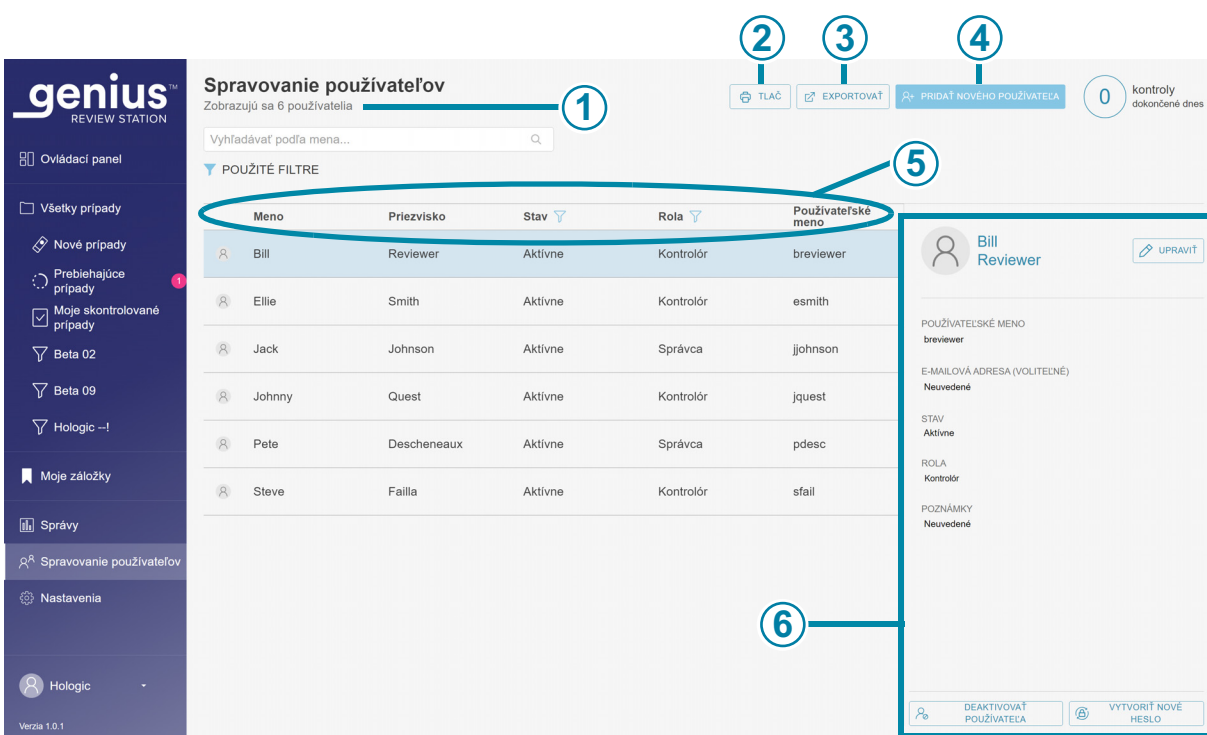 2
3
4
genius™
REVIEW STATION
Ovládací panel
Všetky prípady
Nové prípady
Prebiehajúce
prípady
1
Moje skontrolované
prípady
Beta 02
Beta 09
Hologic --!
Moje záložky
Správy
Spravovanie používateľov
Nastavenia
Hologic
Verzia 1.0.1
Spravovanie používateľov
Zobrazujú sa 6 používatelia
1
TLAČ
EXPORTOVAŤ
PRIDAŤ NOVÉHO POUŽÍVATEĽA
0
kontroly
dokončené dnes
Vyhľadávať podľa mena...
POUŽITÉ FILTRE
5
Meno Priezvisko Stav Rola Používateľské
meno
Bill Reviewer Aktívne Kontrolór breviewer
Ellie Smith Aktívne Kontrolór esmith
Jack Johnson Aktívne Správca jjohnson
Johnny Quest Aktívne Kontrolór jquest
Pete Descheneaux Aktívne Správca pdesc
Steve Failla Aktívne Kontrolór sfail
Bill
Reviewer
UPRAVIŤ
POUŽÍVATEĽSKÉ MENO
breviewer
E-MAILOVÁ ADRESA (VOLITEĽNÉ)
Neuvedené
STAV
Aktívne
ROLA
Kontrolór
POZNÁMKY
Neuvedené
6
DEAKTIVOVAŤ
POUŽÍVATEĽA
VYTVORIŤ NOVÉ
HESLO